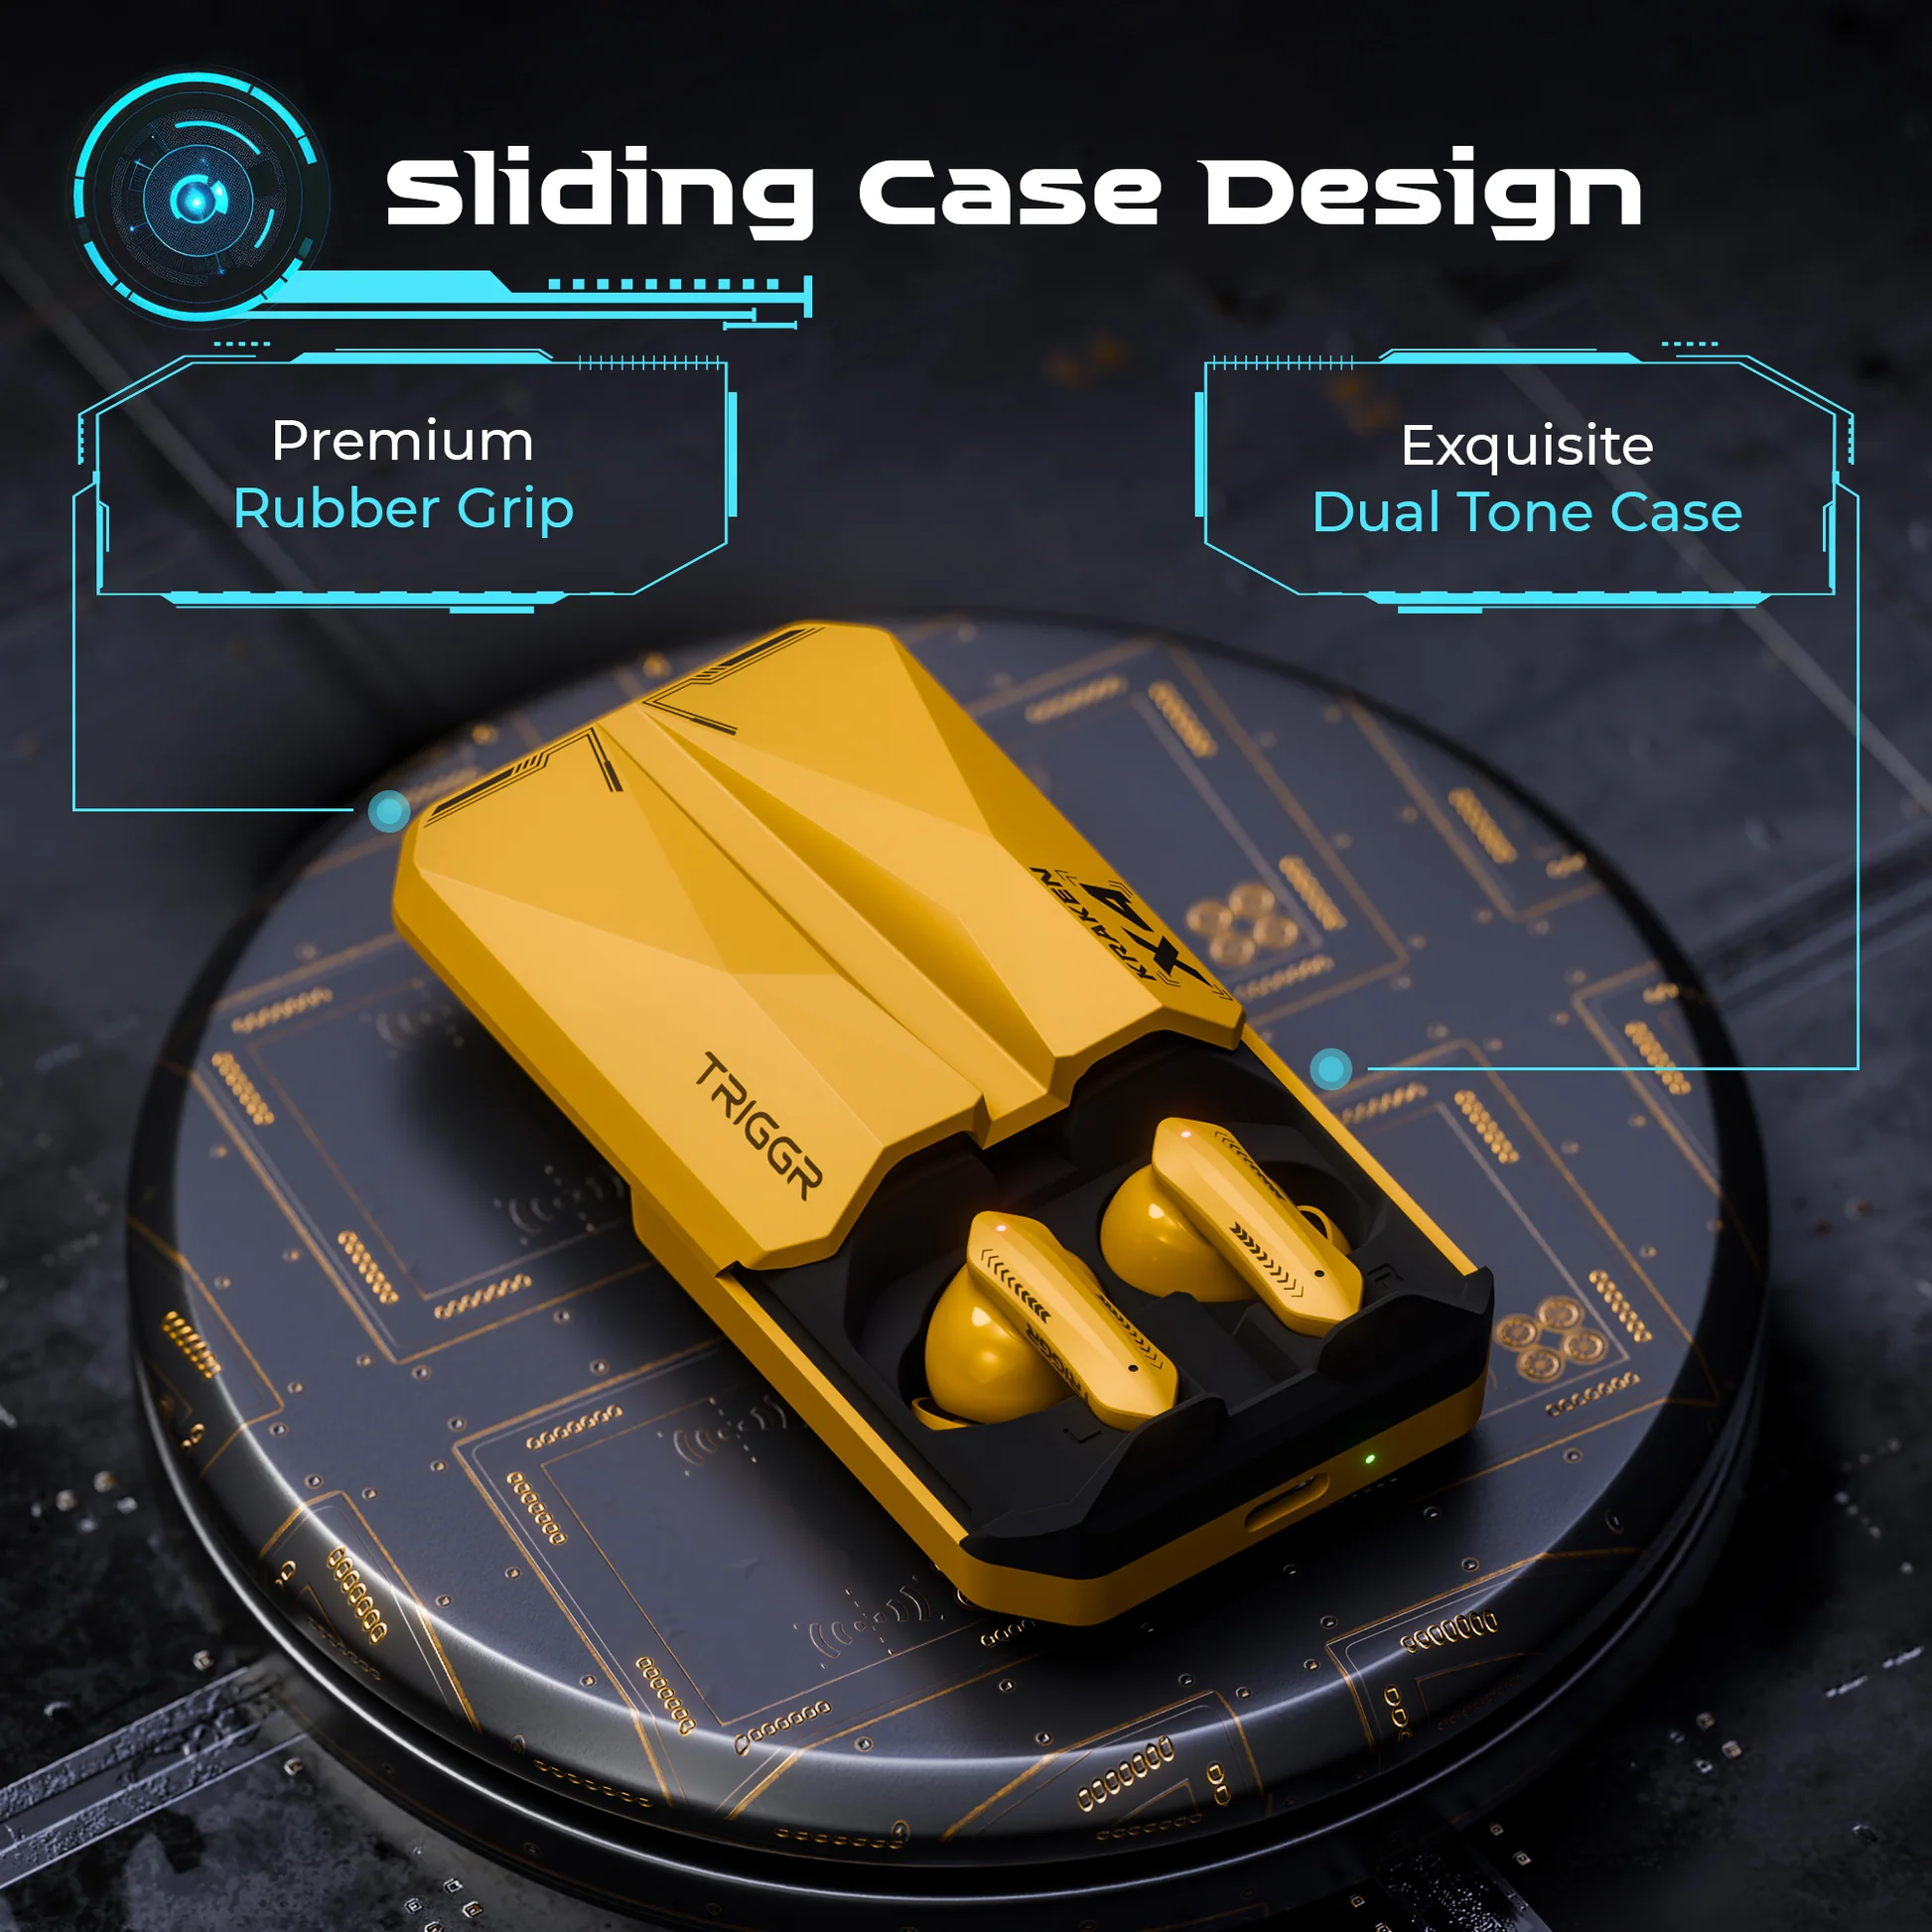 Sliding Case Design
Premium
Rubber Grip
Exquisite
Dual Tone Case
KRAKEN
X4
TRIGGR
TRIGGR
L